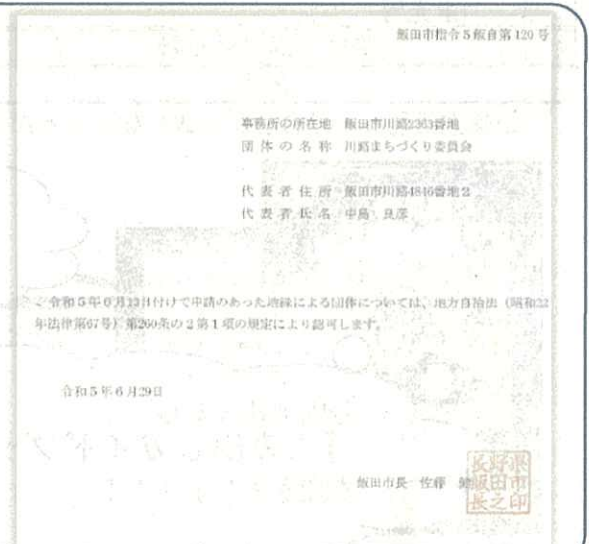 飯田市指令5飯自第120号
事務所の所在地 飯田市川路2363番地
団体の名称 川路まちづくり委員会
代表者住所 飯田市川路4846番地2
代表者氏名 中島 良彦
令和5年6月13日付けで申請のあった地縁による団体については、地方自治法（昭和22
年法律第67号）第260条の2第1項の規定により認可します。
令和5年6月29日
飯田市長 佐藤 健
長野県
飯田市
長之印